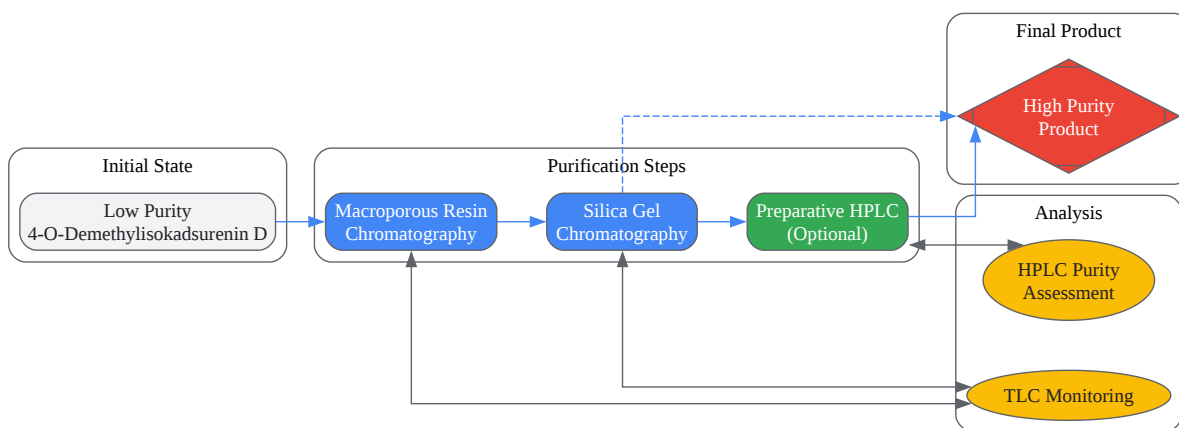 Final Product
High Purity
Product
Initial State
Low Purity
4-O-Demethylisokadsurenin D
Purification Steps
Macroporous Resin
Chromatography
Silica Gel
Chromatography
Preparative HPLC
(Optional)
Analysis
HPLC Purity
Assessment
TLC Monitoring